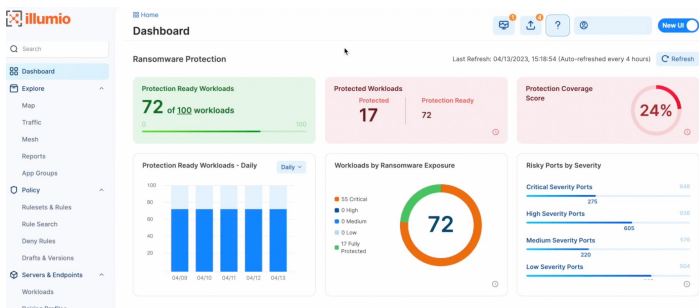 illumio
Home
Dashboard
1
4
?
New UI
Search
Ransomware Protection
Last Refresh: 04/13/2023, 15:18:54 (Auto-refreshed every 4 hours)
Refresh
Dashboard
Explore
Map
Traffic
Mesh
Reports
App Groups
Policy
Rulesets & Rules
Rule Search
Deny Rules
Drafts & Versions
Servers & Endpoints
Workloads
Protection Ready Workloads
72 of 100 workloads
0 100
Protected Workloads
Protected Protection Ready
17 72
Protection Coverage
Score
24%
Protection Ready Workloads - Daily
Daily
100
80
60
40
20
04/09 04/10 04/11 04/12 04/13
Workloads by Ransomware Exposure
55 Critical
0 High
0 Medium
0 Low
17 Fully
Protected
72
Risky Ports by Severity
Critical Severity Ports
275
High Severity Ports
605
Medium Severity Ports
220
Low Severity Ports